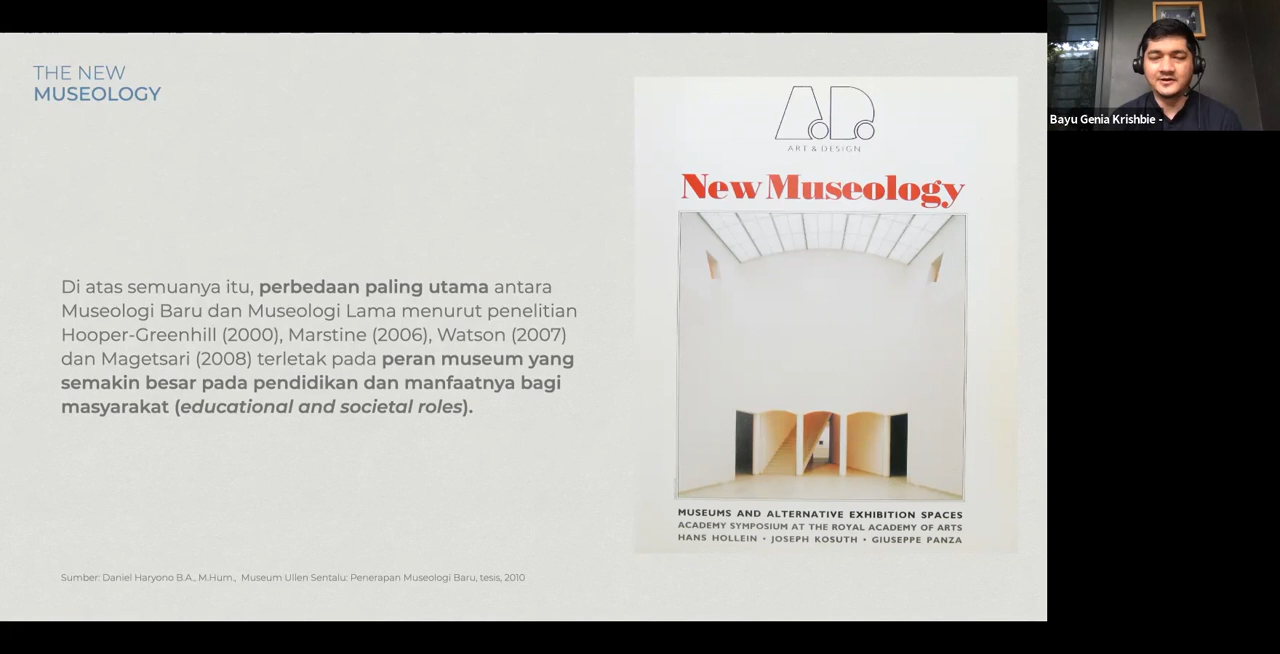 THE NEW
MUSEOLOGY
Di atas semuanya itu, perbedaan paling utama antara
Museologi Baru dan Museologi Lama menurut penelitian
Hooper-Greenhill (2000), Marstine (2006), Watson (2007)
dan Magetsari (2008) terletak pada peran museum yang
semakin besar pada pendidikan dan manfaatnya bagi
masyarakat (educational and societal roles).
Sumber: Daniel Haryono B.A., M.Hum., Museum Ullen Sentalu: Penerapan Museologi Baru, tesis, 2010
A.D.
ART & DESIGN
New Museology
MUSEUMS AND ALTERNATIVE EXHIBITION SPACES
ACADEMY SYMPOSIUM AT THE ROYAL ACADEMY OF ARTS
HANS HOLLEIN • JOSEPH KOSUTH • GIUSEPPE PANZA
Bayu Genia Krishbie -